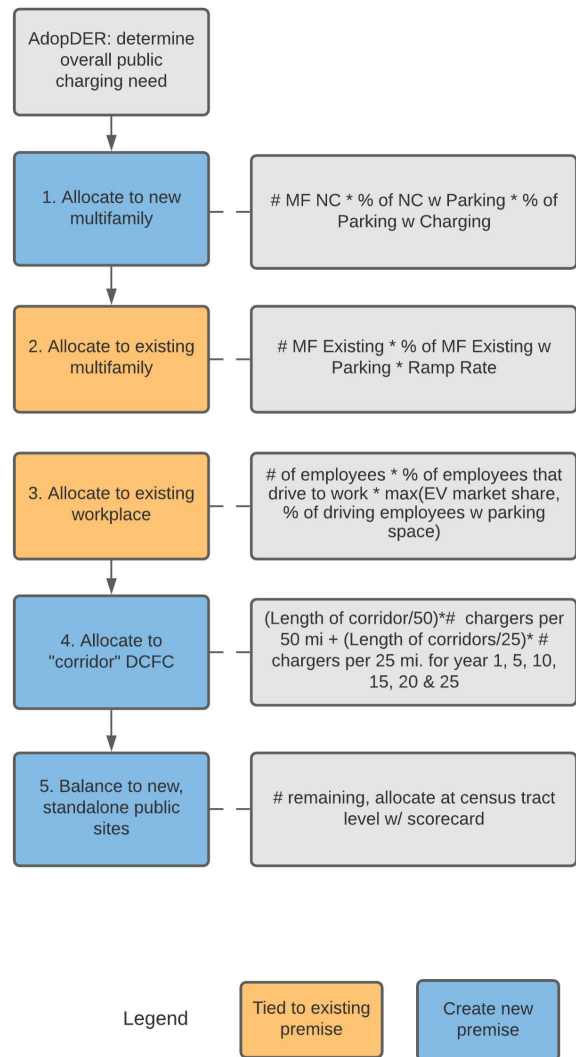 AdopDER: determine
overall public
charging need
1. Allocate to new
multifamily
# MF NC * % of NC w Parking * % of
Parking w Charging
2. Allocate to existing
multifamily
# MF Existing * % of MF Existing w
Parking * Ramp Rate
3. Allocate to existing
workplace
# of employees * % of employees that
drive to work * max(EV market share,
% of driving employees w parking
space)
4. Allocate to
"corridor" DCFC
(Length of corridor/50)*# chargers per
50 mi + (Length of corridors/25)* #
chargers per 25 mi. for year 1, 5, 10,
15, 20 & 25
5. Balance to new,
standalone public
sites
# remaining, allocate at census tract
level w/ scorecard
Legend
Tied to existing
premise
Create new
premise